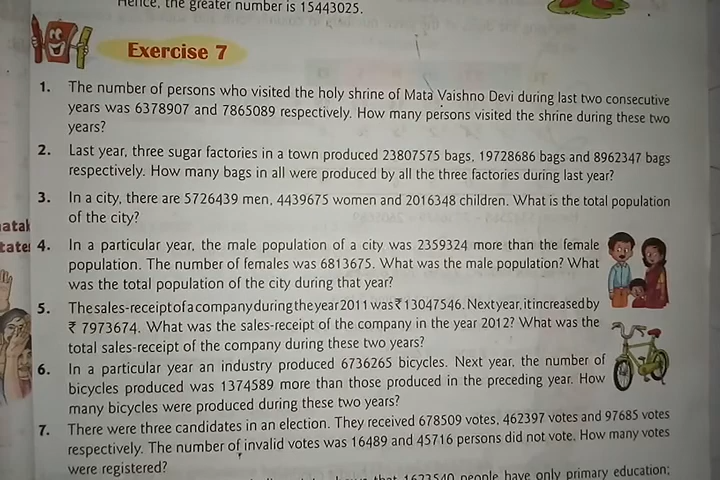 Hence, the greater number is 15443025.
Exercise 7
1. The number of persons who visited the holy shrine of Mata Vaishno Devi during last two consecutive
years was 6378907 and 7865089 respectively. How many persons visited the shrine during these two
years?
2. Last year, three sugar factories in a town produced 23807575 bags, 19728686 bags and 8962347 bags
respectively. How many bags in all were produced by all the three factories during last year?
3. In a city, there are 5726439 men, 4439675 women and 2016348 children. What is the total population
of the city?
4. In a particular year, the male population of a city was 2359324 more than the female
population. The number of females was 6813675. What was the male population? What
was the total population of the city during that year?
5. The sales-receipt of a company during the year 2011 was ₹ 13047546. Next year, it increased by
₹ 7973674. What was the sales-receipt of the company in the year 2012? What was the
total sales-receipt of the company during these two years?
6. In a particular year an industry produced 6736265 bicycles. Next year, the number of
bicycles produced was 1374589 more than those produced in the preceding year. How
many bicycles were produced during these two years?
7. There were three candidates in an election. They received 678509 votes, 462397 votes and 97685 votes
respectively. The number of invalid votes was 16489 and 45716 persons did not vote. How many votes
were registered?
that 1623540 people have only primary education;